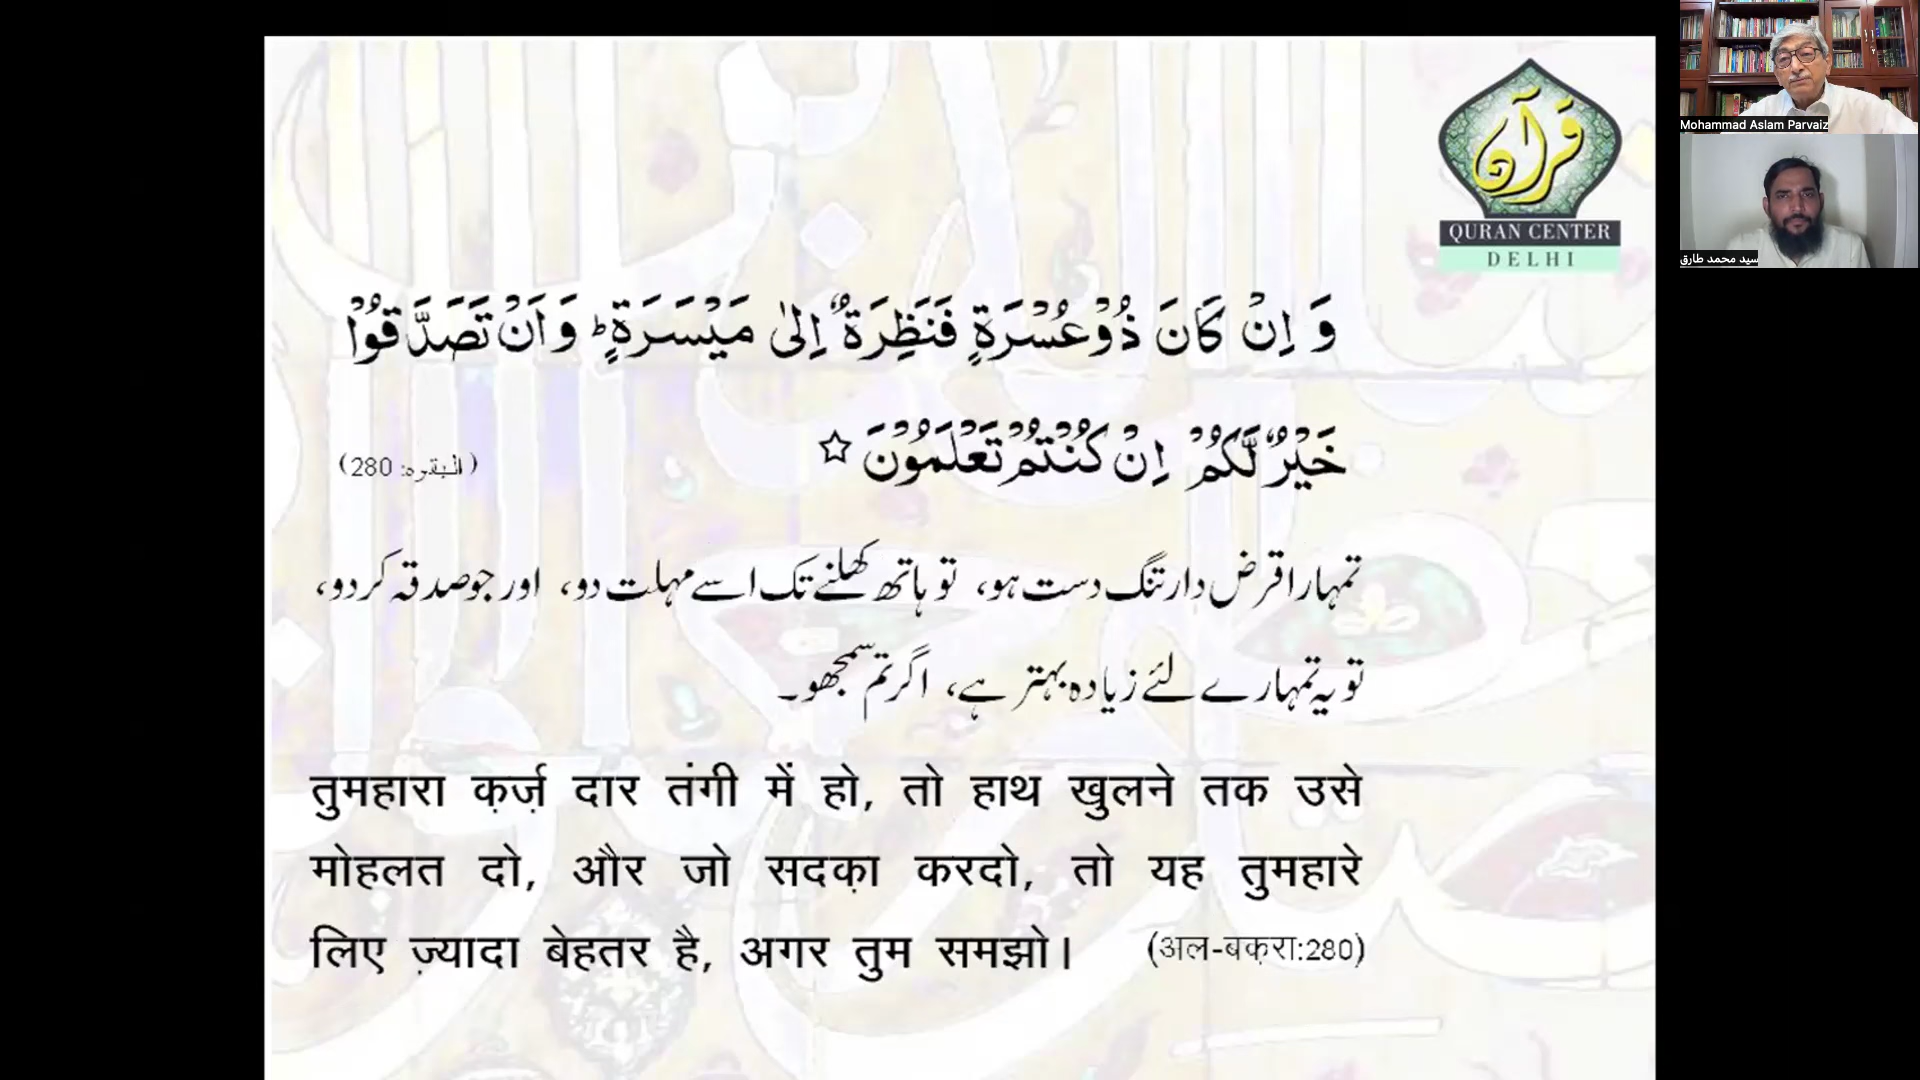 قرآن
QURAN CENTER
DELHI
Mohammad Aslam Parvaiz
سید محمد طارق
وَ اِنْ كَانَ ذُوْ عُسْرَةٍ فَنَظِرَةٌ اِلٰى مَيْسَرَةٍ ؕ وَ اَنْ تَصَدَّقُوْا
خَيْرٌ لَّكُمْ اِنْ كُنْتُمْ تَعْلَمُوْنَ ☆
(البقرہ: 280)
تمہارا قرض دار تنگ دست ہو، تو ہاتھ کھلنے تک اسے مہلت دو، اور جو صدقہ کردو،
تو یہ تمہارے لئے زیادہ بہتر ہے، اگر تم سمجھو۔
तुमहारा क़र्ज़ दार तंगी में हो, तो हाथ खुलने तक उसे
मोहलत दो, और जो सदक़ा करदो, तो यह तुमहारे
लिए ज़्यादा बेहतर है, अगर तुम समझो। (अल-बक़रा:280)